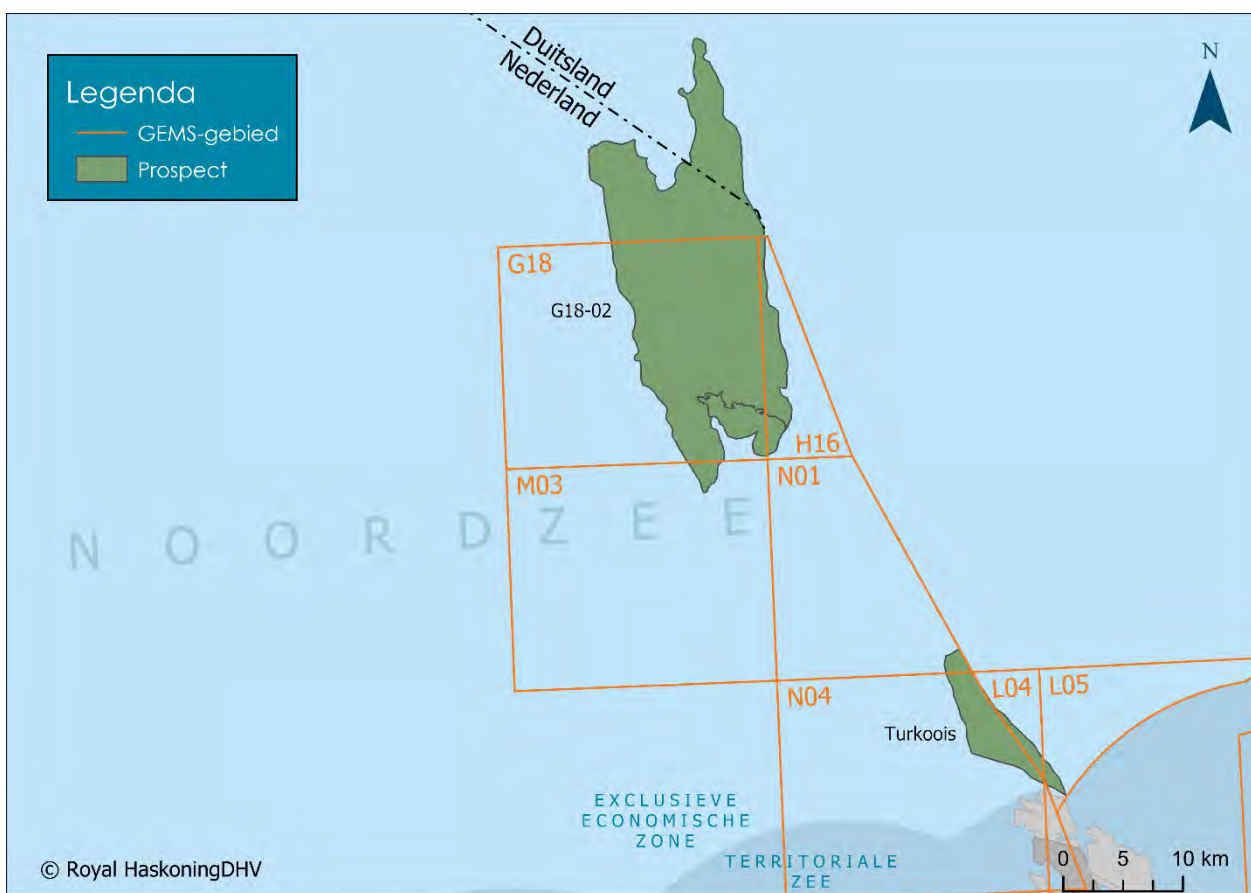 Legenda
GEMS-gebied
Prospect
Duitsland
Nederland
N
G18
G18-02
H16
M03
N01
NOORDZEE
N04
L04
L05
Turkoois
EXCLUSIEVE
ECONOMISCHE
ZONE
TERRITORIALE
ZEE
© Royal HaskoningDHV
0 5 10 km